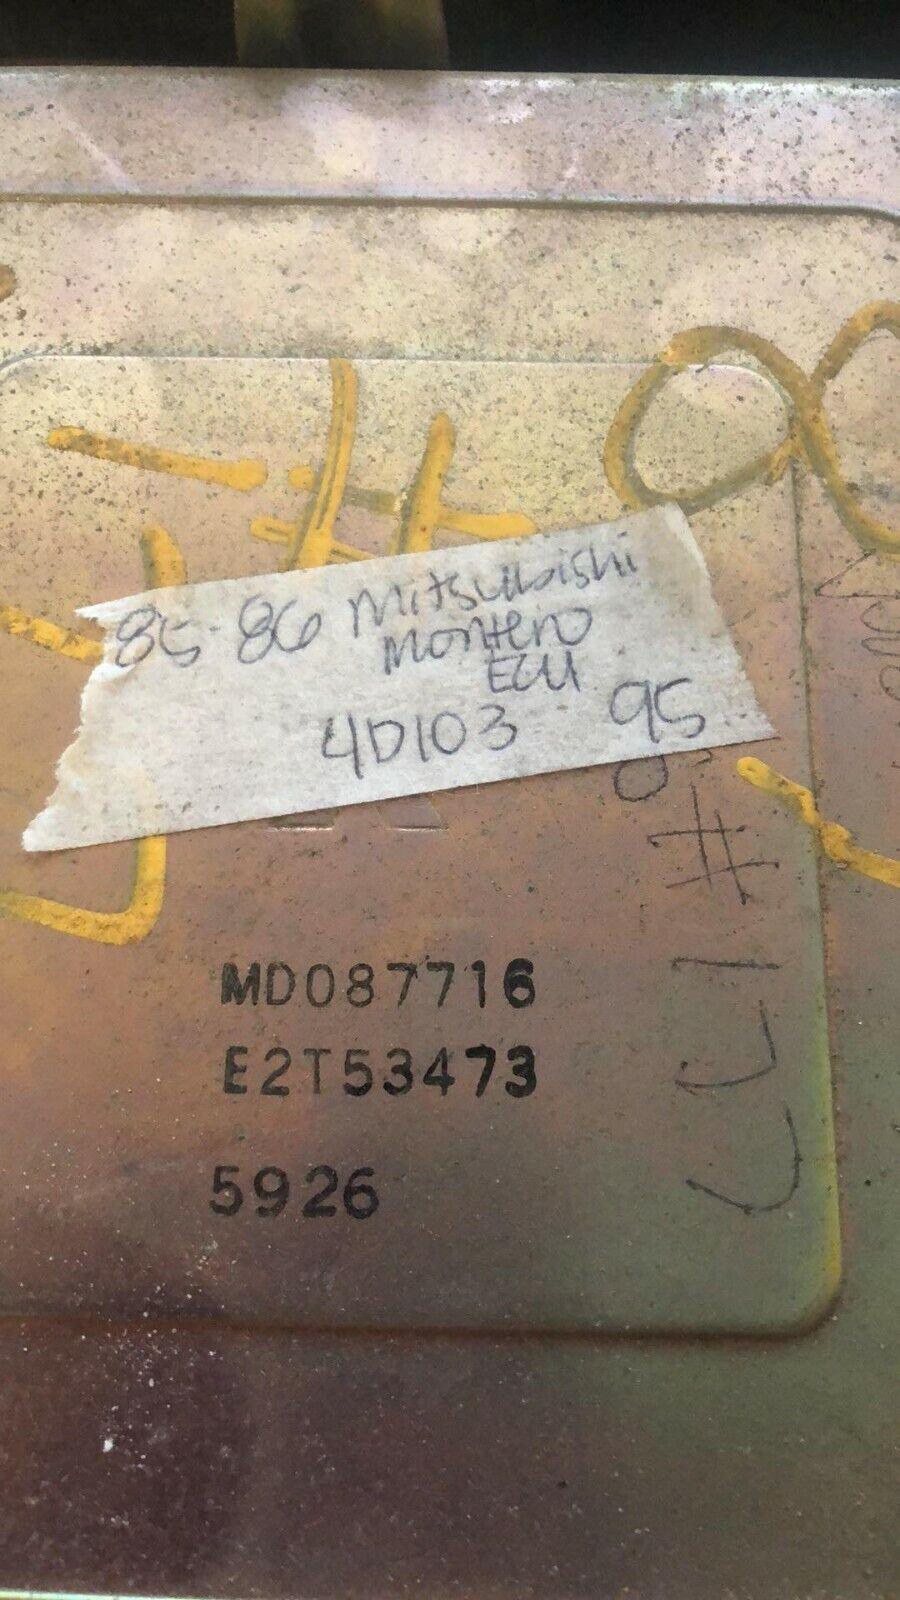 85-86 Mitsubishi
Montero
ECU
4D103 95
MD087716
E2T53473
5926